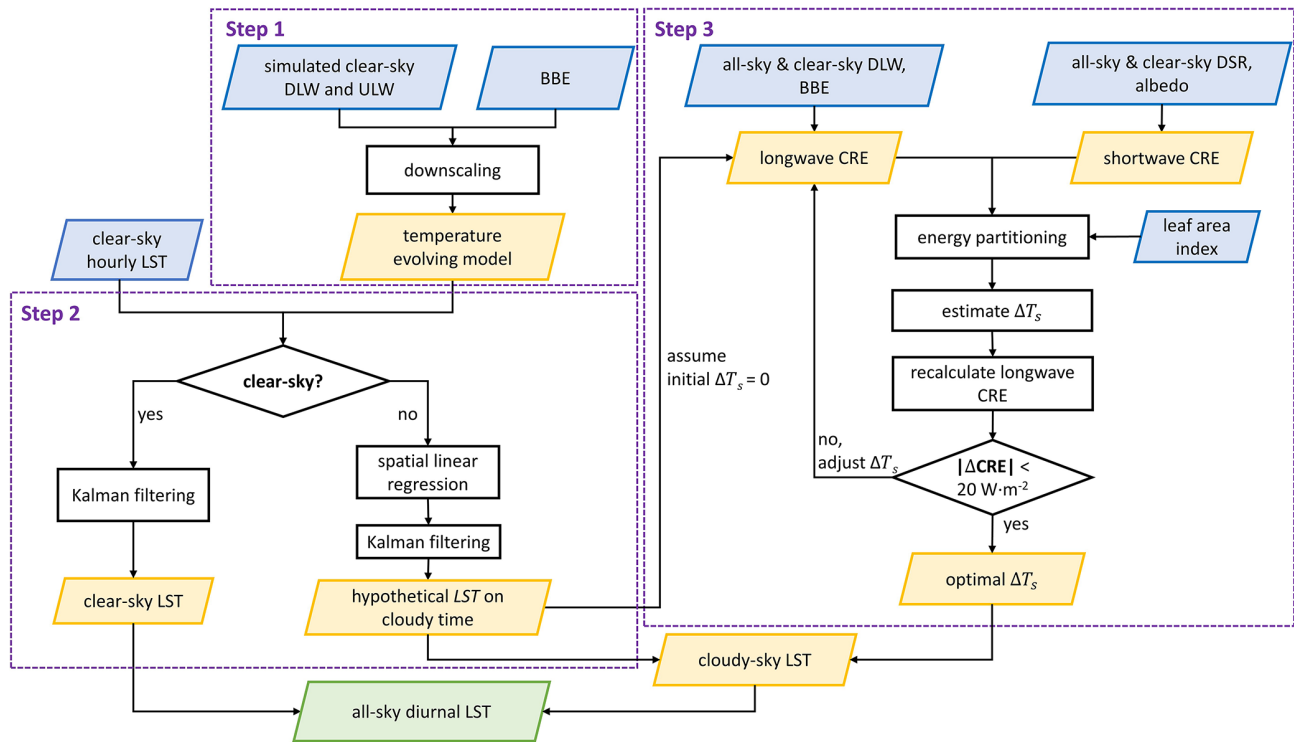 Step 1
simulated clear-sky
DLW and ULW
BBE
downscaling
temperature
evolving model
clear-sky
hourly LST
Step 2
clear-sky?
yes
no
Kalman filtering
spatial linear
regression
Kalman filtering
clear-sky LST
hypothetical LST on
cloudy time
Step 3
all-sky & clear-sky DLW,
BBE
all-sky & clear-sky DSR,
albedo
longwave CRE
shortwave CRE
energy partitioning
leaf area
index
estimate ΔTₛ
assume
initial ΔTₛ = 0
recalculate longwave
CRE
no,
adjust ΔTₛ
|ΔCRE| <
20 W·m⁻²
yes
optimal ΔTₛ
cloudy-sky LST
all-sky diurnal LST